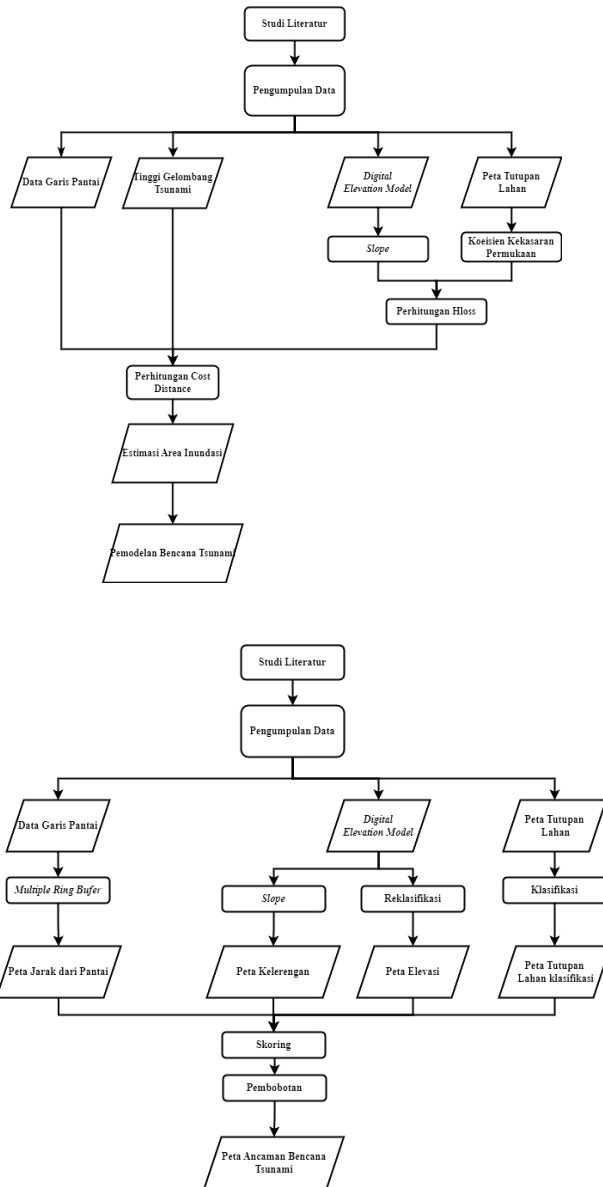 Studi Literatur
Pengumpulan Data
Data Garis Pantai
Tinggi Gelombang
Tsunami
Digital
Elevation Model
Peta Tutupan
Lahan
Slope
Koeisien Kekasaran
Permukaan
Perhitungan Hloss
Perhitungan Cost
Distance
Estimasi Area Inundasi
Pemodelan Bencana Tsunami
Studi Literatur
Pengumpulan Data
Data Garis Pantai
Digital
Elevation Model
Peta Tutupan
Lahan
Multiple Ring Bufer
Slope
Reklasifikasi
Klasifikasi
Peta Jarak dari Pantai
Peta Kelerengan
Peta Elevasi
Peta Tutupan
Lahan klasifikasi
Skoring
Pembobotan
Peta Ancaman Bencana
Tsunami